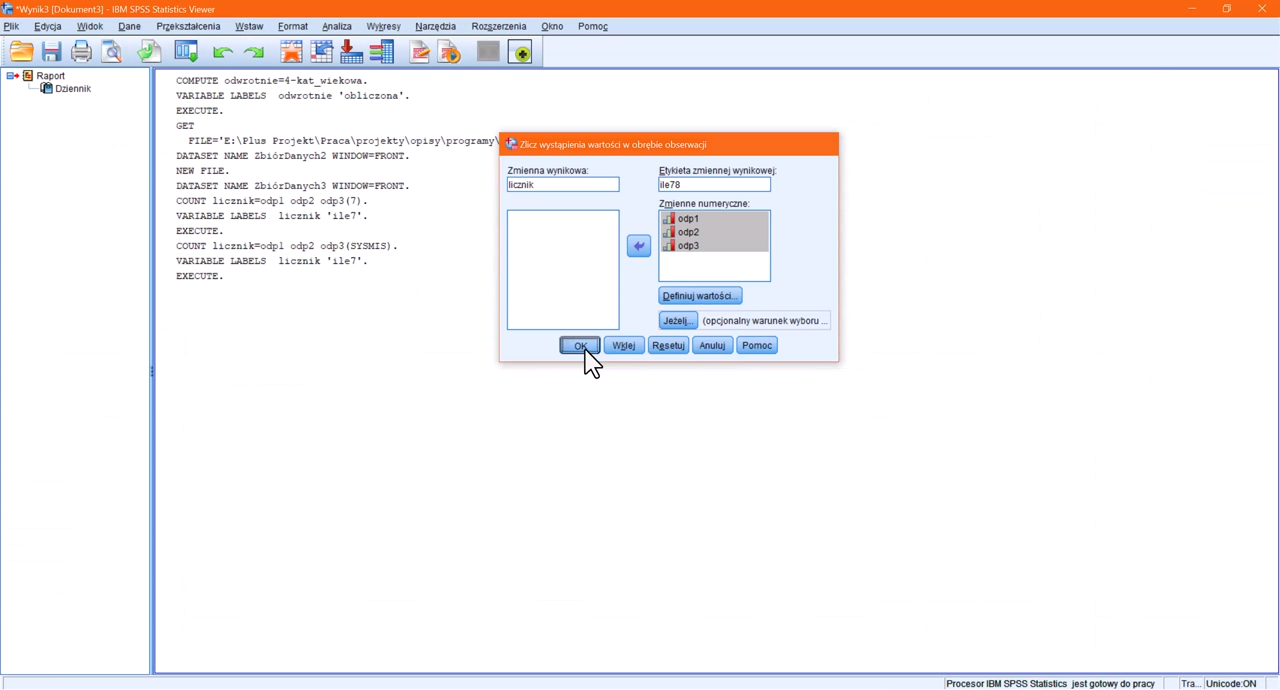 *Wynik3 [Dokument3] - IBM SPSS Statistics Viewer
Plik Edycja Widok Dane Przekształcenia Wstaw Format Analiza Wykresy Narzędzia Rozszerzenia Okno Pomoc
Raport
Dziennik
COMPUTE odwrotnie=4-kat_wiekowa.
VARIABLE LABELS  odwrotnie 'obliczona'.
EXECUTE.
GET
  FILE='E:\Plus Projekt\Praca\projekty\opisy\programy\
DATASET NAME ZbiórDanych2 WINDOW=FRONT.
NEW FILE.
DATASET NAME ZbiórDanych3 WINDOW=FRONT.
COUNT licznik=odp1 odp2 odp3(7).
VARIABLE LABELS  licznik 'ile7'.
EXECUTE.
COUNT licznik=odp1 odp2 odp3(SYSMIS).
VARIABLE LABELS  licznik 'ile7'.
EXECUTE.
Zlicz wystąpienia wartości w obrębie obserwacji
Zmienna wynikowa:
licznik
Etykieta zmiennej wynikowej:
ile78
Zmienne numeryczne:
odp1
odp2
odp3
Definiuj wartości...
Jeżeli... (opcjonalny warunek wyboru ...
OK Wklej Resetuj Anuluj Pomoc
Procesor IBM SPSS Statistics jest gotowy do pracy Tra... Unicode:ON